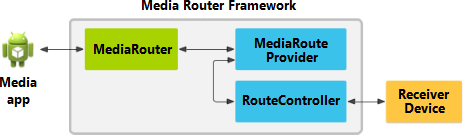 Media Router Framework
Media
app
MediaRouter
MediaRoute
Provider
RouteController
Receiver
Device